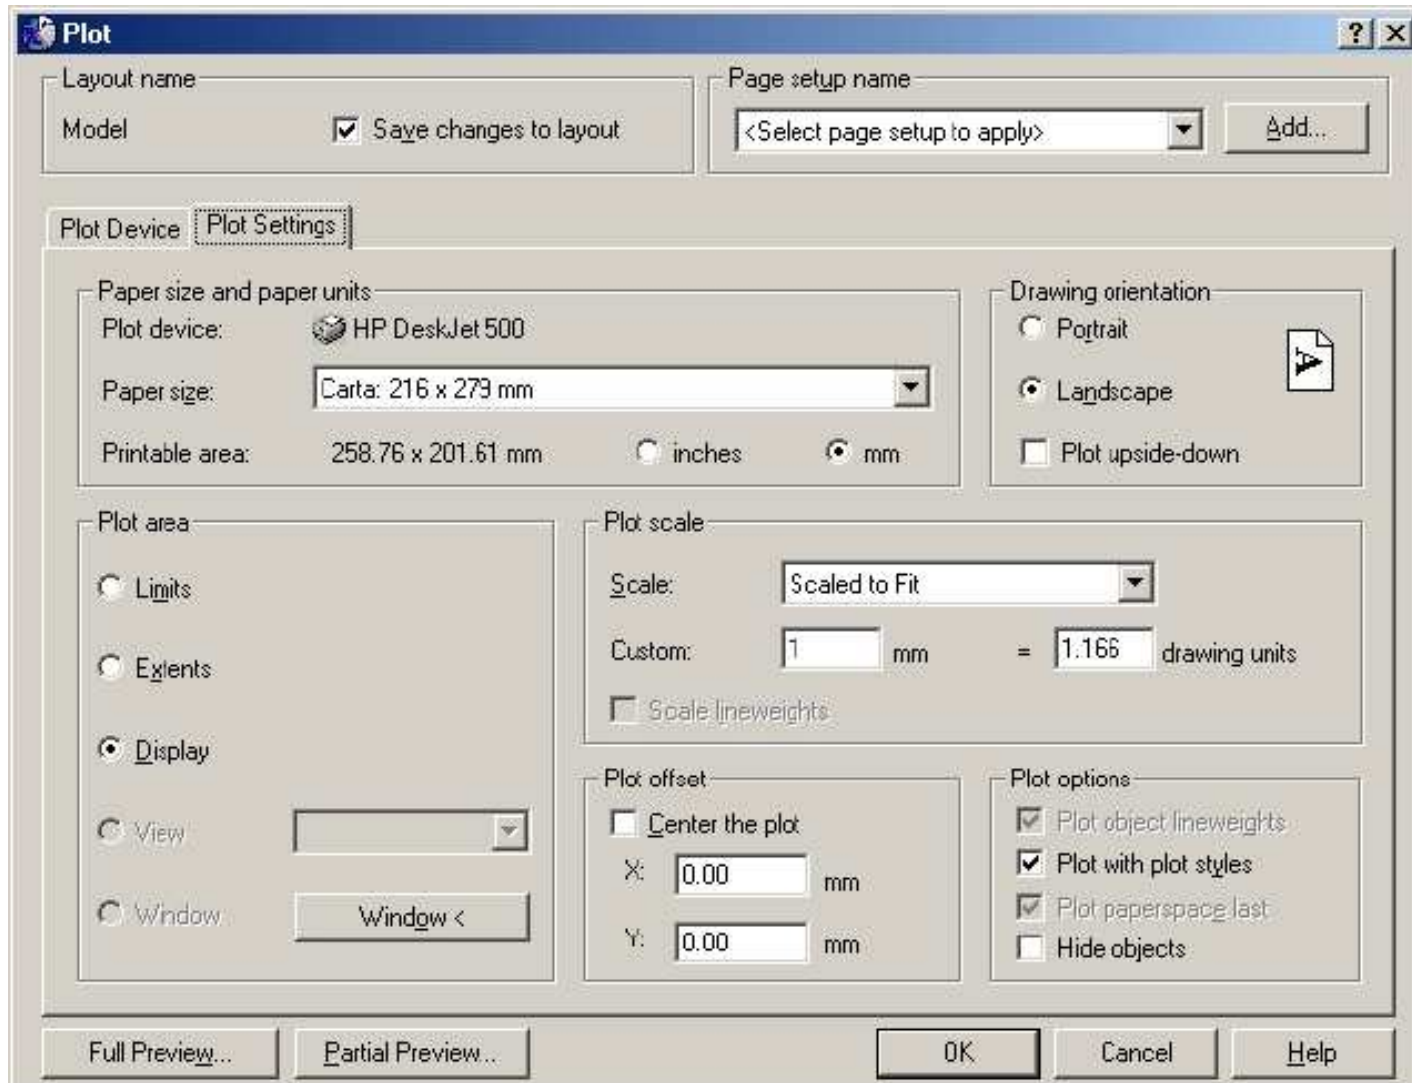 Plot
Layout name
Model Save changes to layout
Page setup name
<Select page setup to apply> Add...
Plot Device Plot Settings
Paper size and paper units
Plot device: HP DeskJet 500
Paper size: Carta: 216 x 279 mm
Printable area: 258.76 x 201.61 mm inches mm
Drawing orientation
Portrait
A
Landscape
Plot upside-down
Plot area
Limits
Extents
Display
View
Window Window <
Plot scale
Scale: Scaled to Fit
Custom: 1 mm = 1.166 drawing units
Scale lineweights
Plot offset
Center the plot
X: 0.00 mm
Y: 0.00 mm
Plot options
Plot object lineweights
Plot with plot styles
Plot paperspace last
Hide objects
Full Preview... Partial Preview... OK Cancel Help